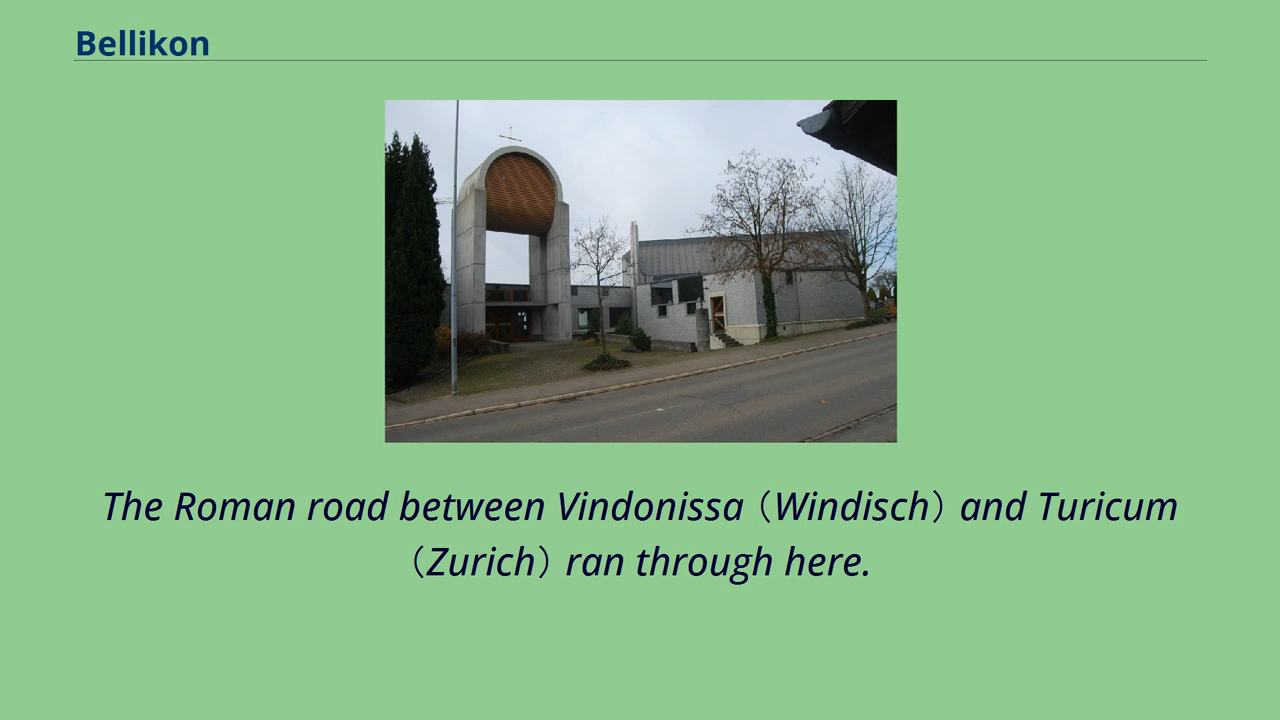 Bellikon
The Roman road between Vindonissa（Windisch）and Turicum
（Zurich）ran through here.